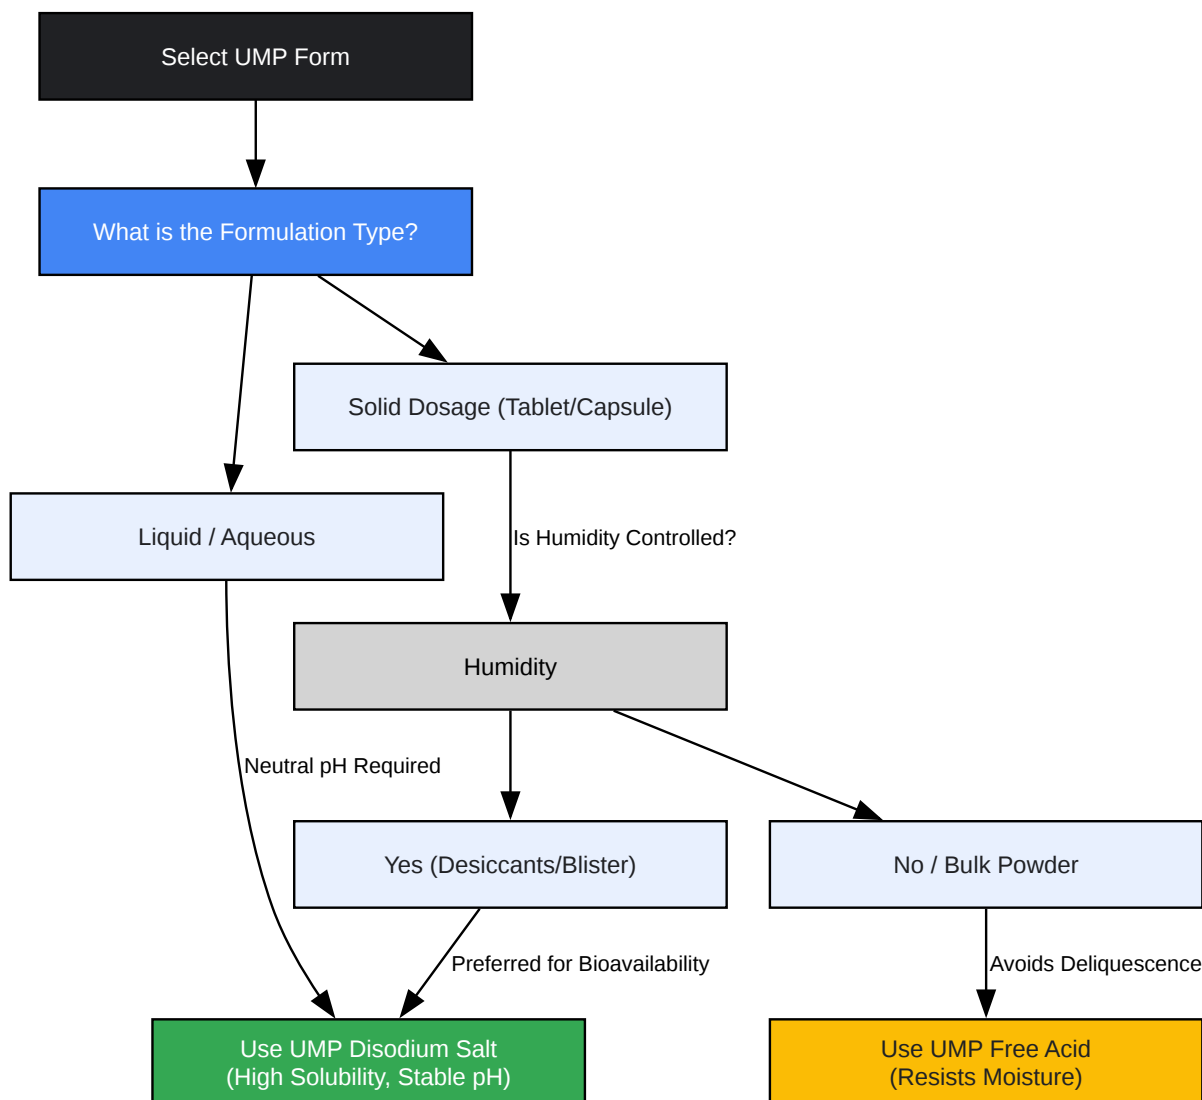 Select UMP Form
What is the Formulation Type?
Solid Dosage (Tablet/Capsule)
Liquid / Aqueous
Is Humidity Controlled?
Humidity
Neutral pH Required
Yes (Desiccants/Blister)
No / Bulk Powder
Preferred for Bioavailability
Avoids Deliquescence
Use UMP Disodium Salt
(High Solubility, Stable pH)
Use UMP Free Acid
(Resists Moisture)